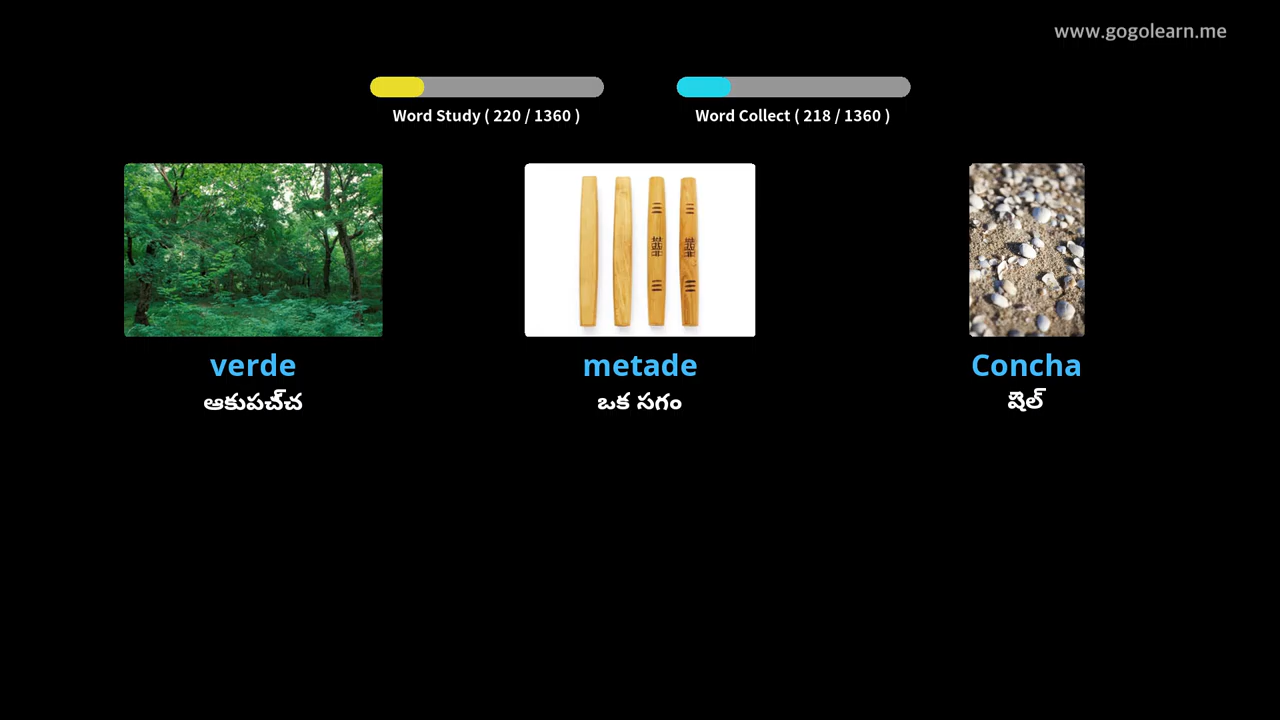 www.gogolearn.me
Word Study ( 220 / 1360 )
Word Collect ( 218 / 1360 )
verde
ఆకుపచ్చ
metade
ఒక సగం
Concha
షెల్